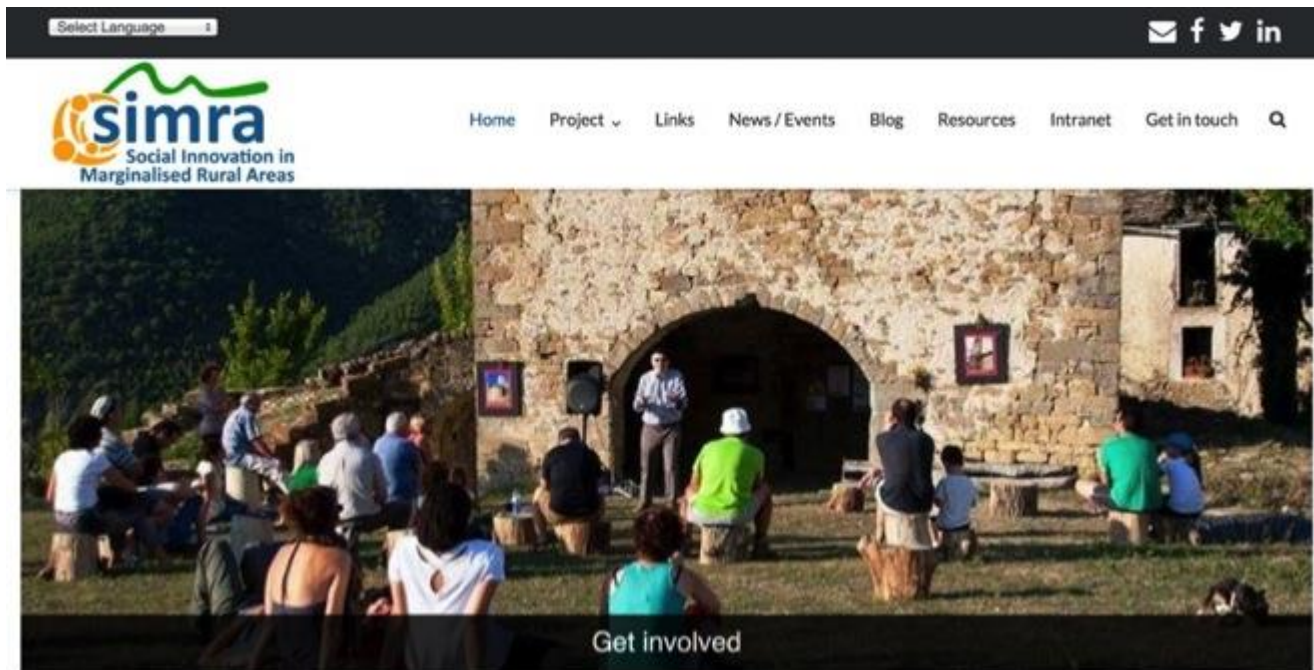 Select Language
simra
Social Innovation in
Marginalised Rural Areas
Home Project Links News / Events Blog Resources Intranet Get in touch
Get involved